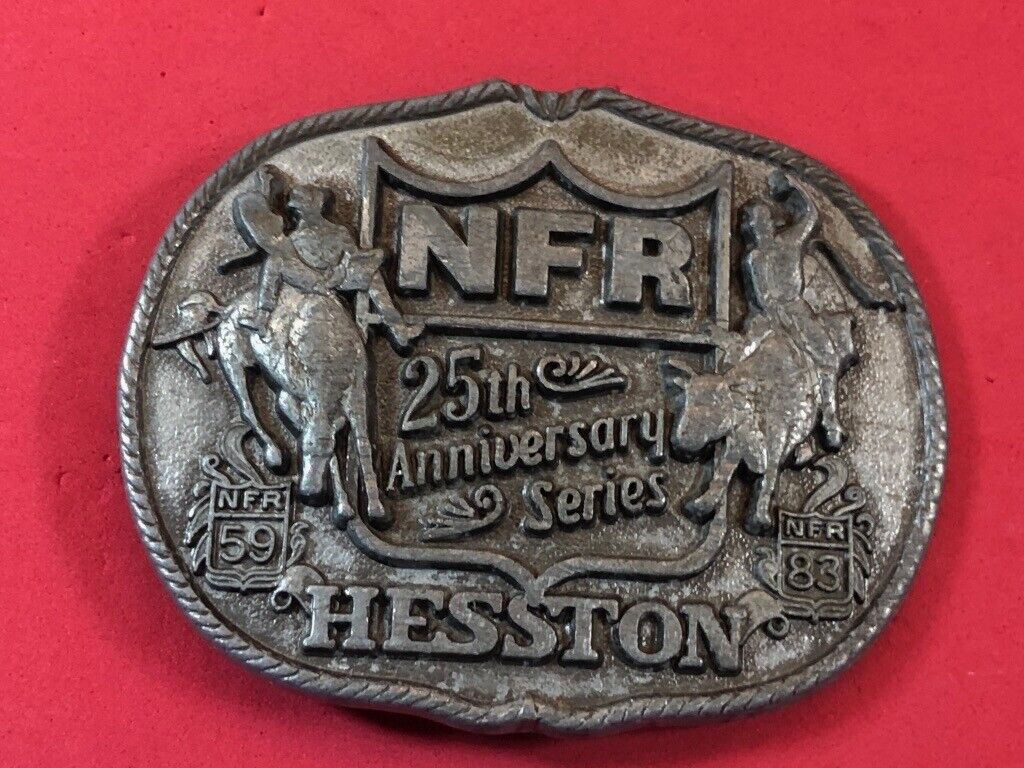 NFR
25th
Anniversary
Series
NFR
59
NFR
83
HESSTON